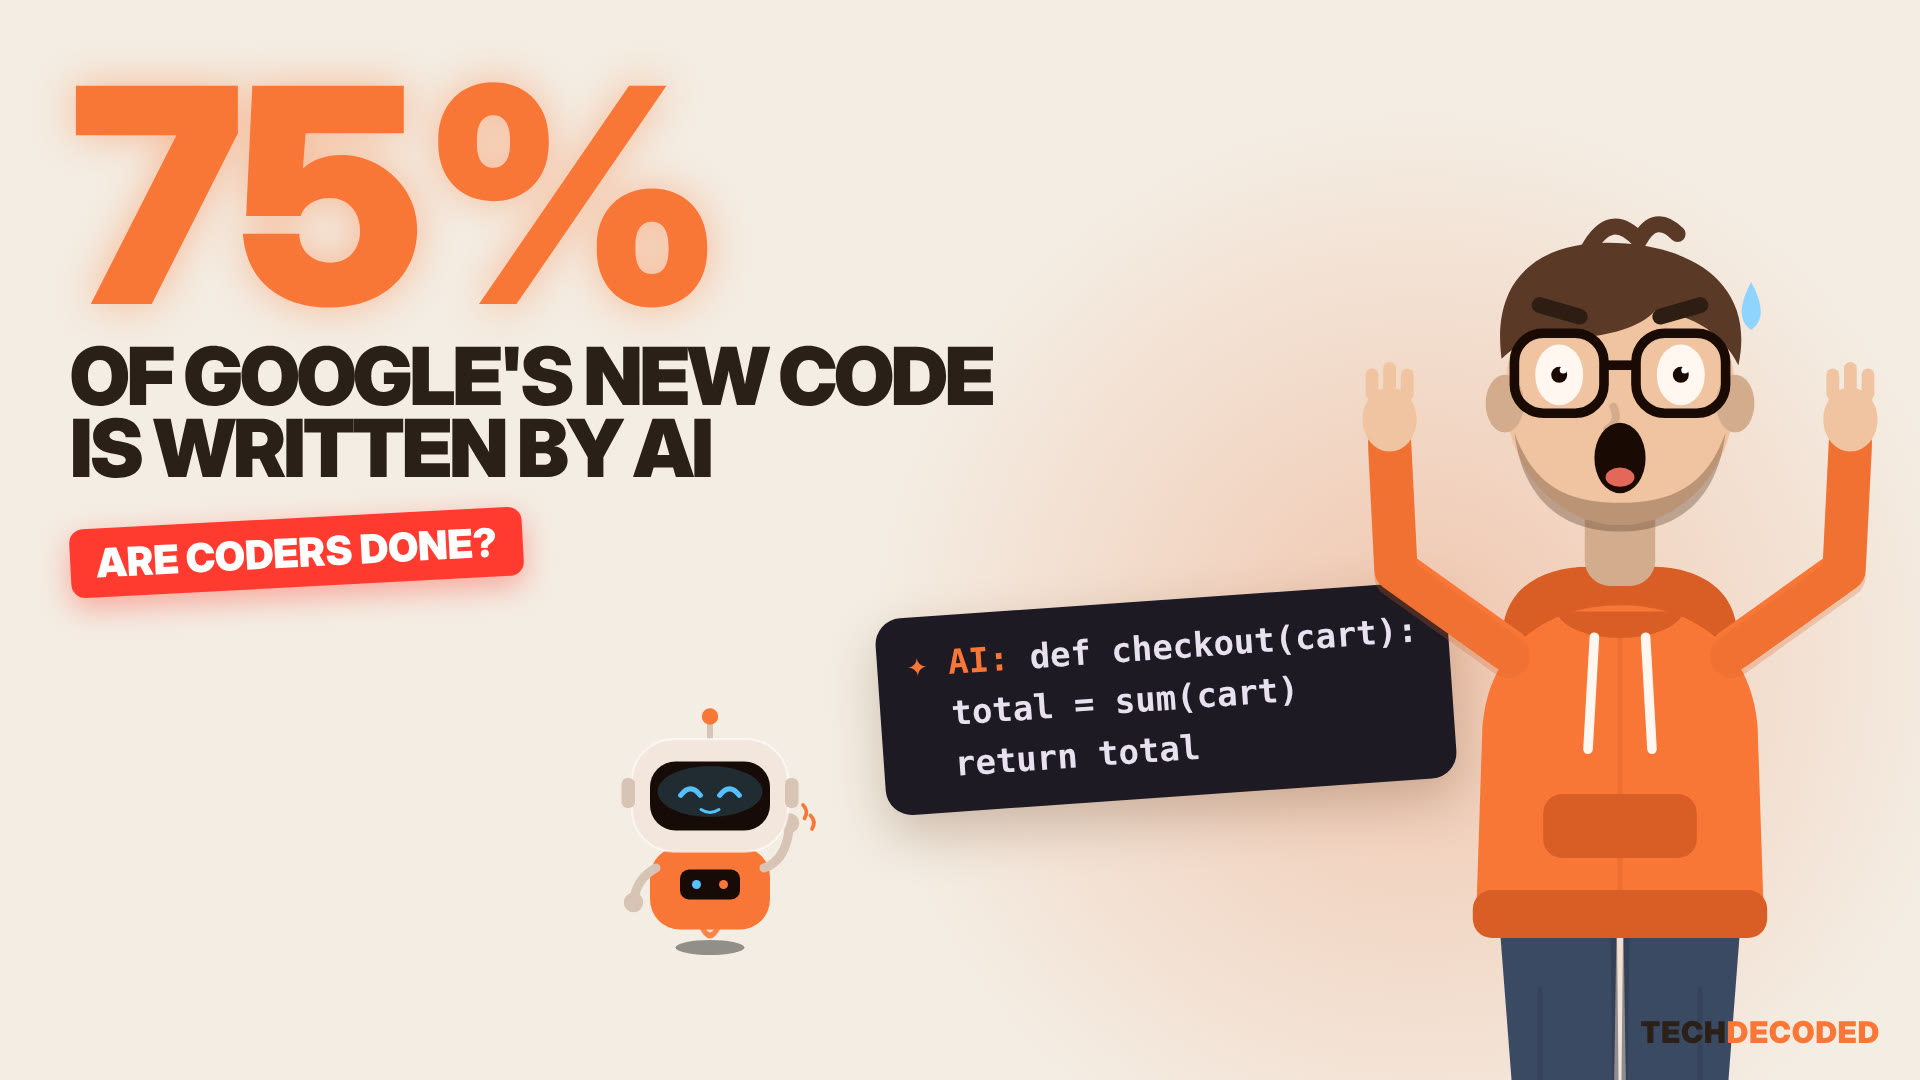 75%
OF GOOGLE'S NEW CODE
IS WRITTEN BY AI
ARE CODERS DONE?
✦ AI: def checkout(cart):
total = sum(cart)
return total
TECHDECODED